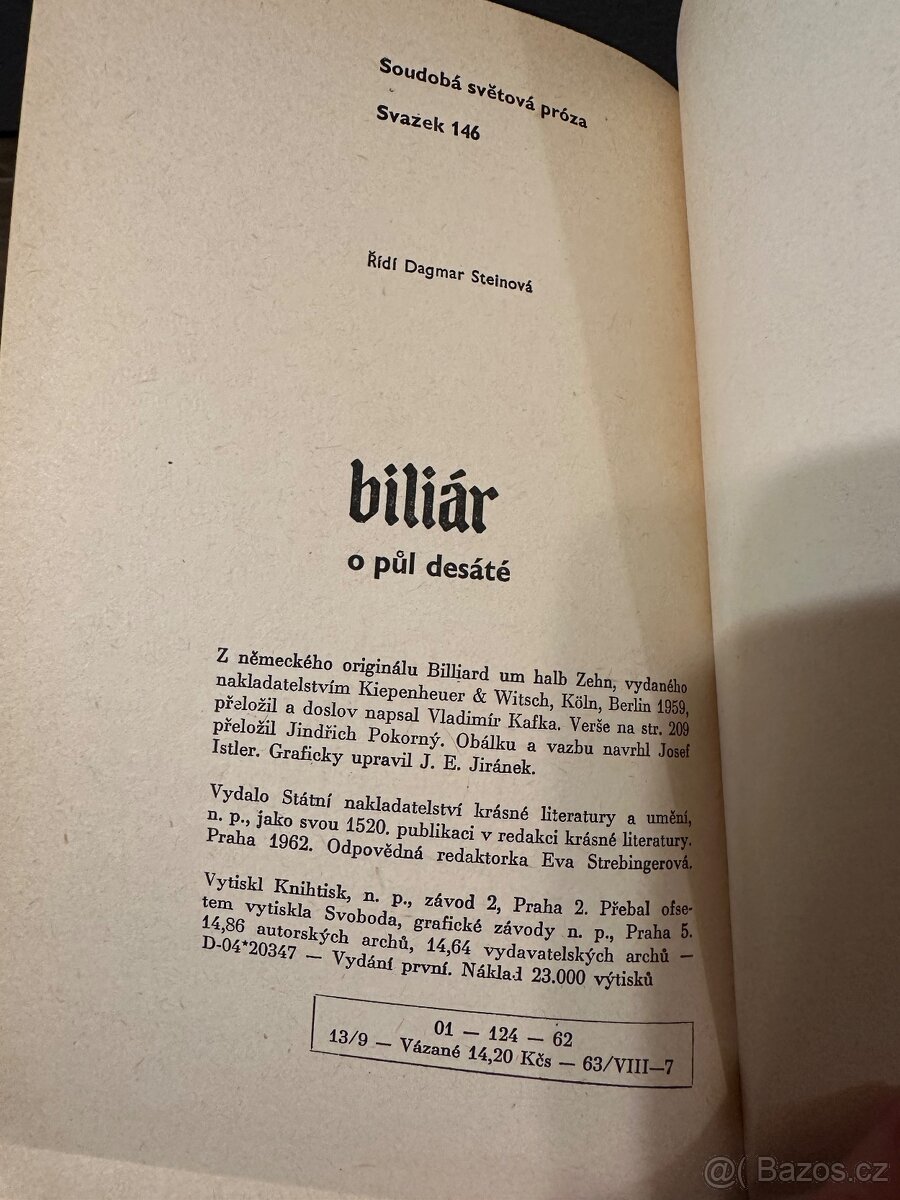 Soudobá světová próza
Svazek 146
Řídí Dagmar Steinová
biliár
o půl desáté
Z německého originálu Billiard um halb Zehn, vydaného
nakladatelstvím Kiepenheuer & Witsch, Köln, Berlin 1959,
přeložil a doslov napsal Vladimír Kafka. Verše na str. 209
přeložil Jindřich Pokorný. Obálku a vazbu navrhl Josef
Istler. Graficky upravil J. E. Jiránek.
Vydalo Státní nakladatelství krásné literatury a umění,
n. p., jako svou 1520. publikaci v redakci krásné literatury.
Praha 1962. Odpovědná redaktorka Eva Strebingerová.
Vytiskl Knihtisk, n. p., závod 2, Praha 2. Přebal ofse-
tem vytiskla Svoboda, grafické závody n. p., Praha 5.
14,86 autorských archů, 14,64 vydavatelských archů —
D-04*20347 — Vydání první. Náklad 23.000 výtisků
01 — 124 — 62
13/9 — Vázané 14,20 Kčs — 63/VIII—7
@( Bazos.cz